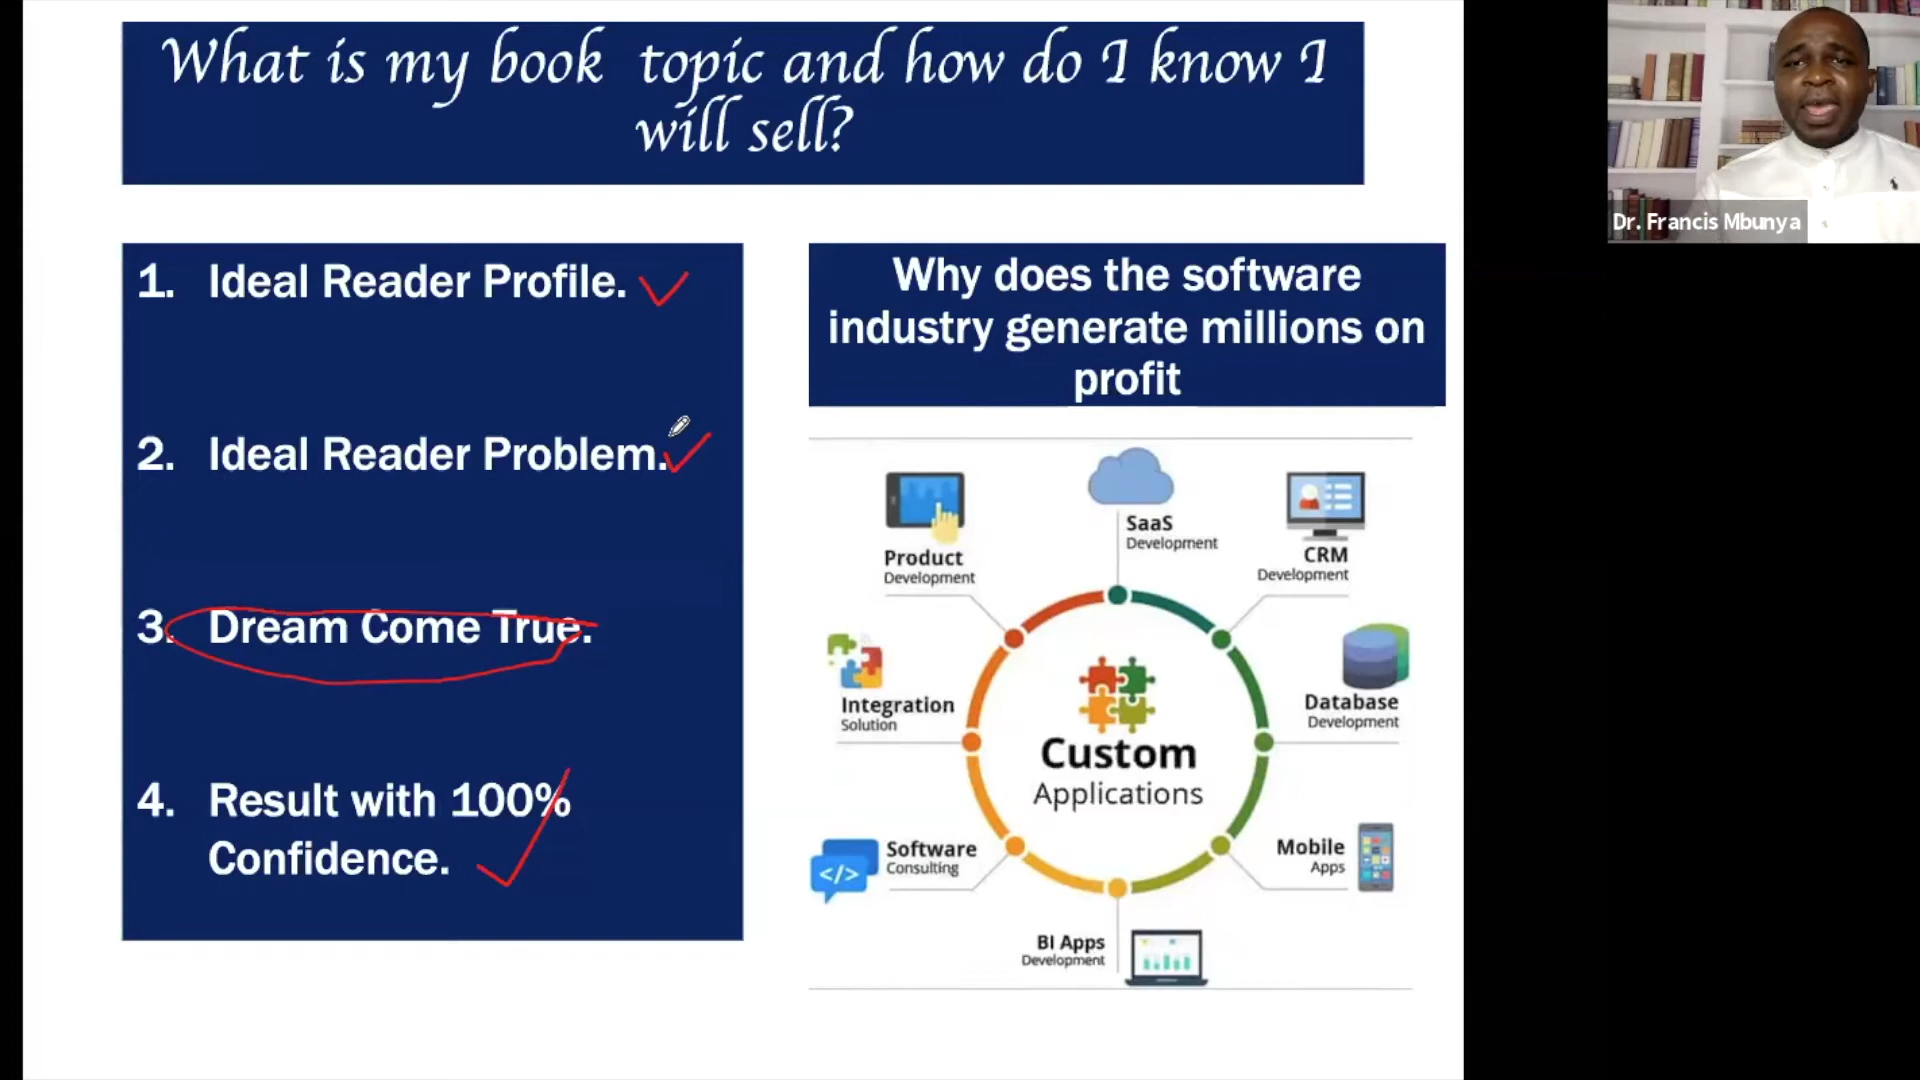 What is my book topic and how do I know I
will sell?
1. Ideal Reader Profile.
2. Ideal Reader Problem.
3. Dream Come True.
4. Result with 100%
Confidence.
Why does the software
industry generate millions on
profit
SaaS
Development
Product
Development
CRM
Development
Integration
Solution
Database
Development
Custom
Applications
Software
Consulting
</>
Mobile
Apps
BI Apps
Development
Dr. Francis Mbunya